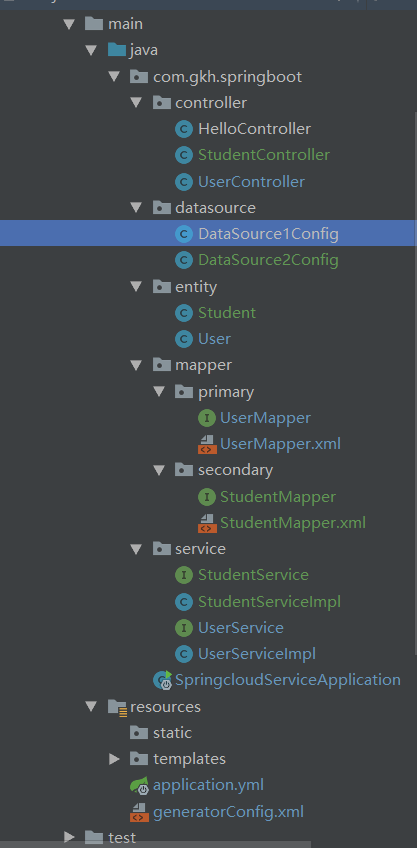 main
java
com.gkh.springboot
controller
HelloController
StudentController
UserController
datasource
DataSource1Config
DataSource2Config
entity
Student
User
mapper
primary
UserMapper
UserMapper.xml
secondary
StudentMapper
StudentMapper.xml
service
StudentService
StudentServiceImpl
UserService
UserServiceImpl
SpringcloudServiceApplication
resources
static
templates
application.yml
generatorConfig.xml
test